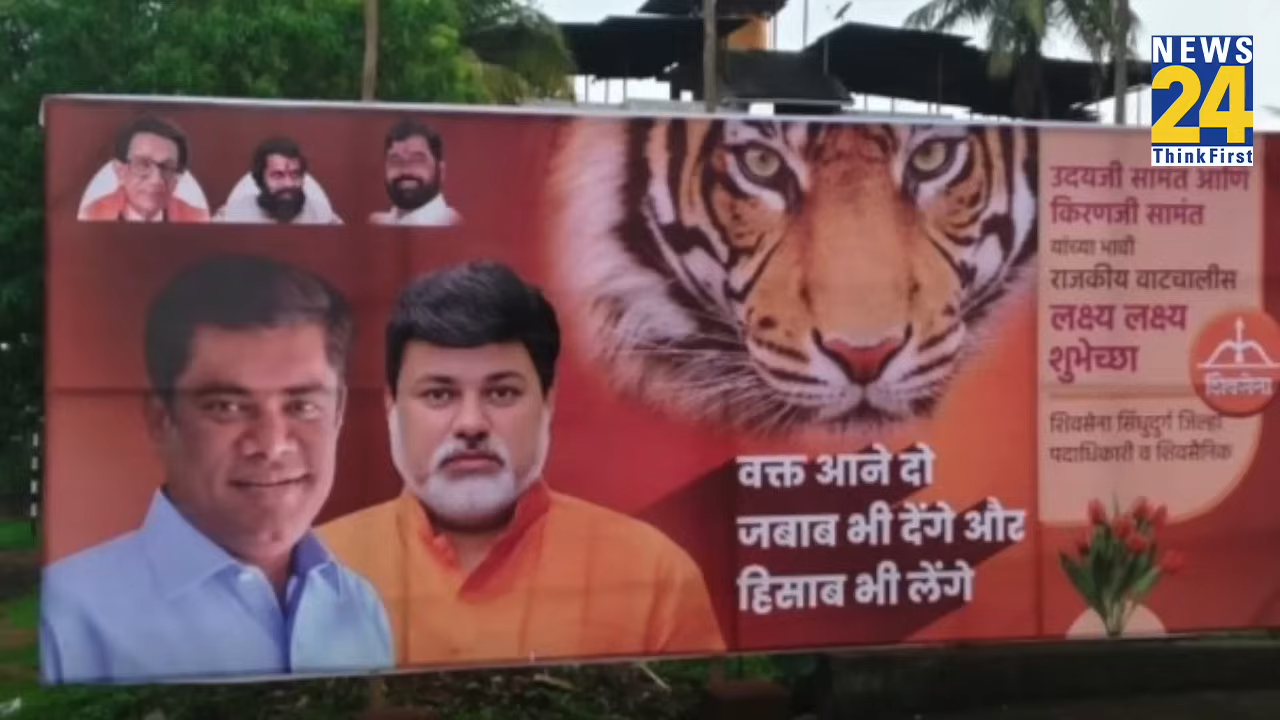 NEWS
24
ThinkFirst
उदयजी सामंत आणि
किरणजी सामंत
यांच्या भावी
राजकीय वाटचालीस
लक्ष्य लक्ष्य
शुभेच्छा
शिवसेना
शिवसेना सिंधुदुर्ग जिल्हा
पदाधिकारी व शिवसैनिक
वक्त आने दो
जबाब भी देंगे और
हिसाब भी लेंगे